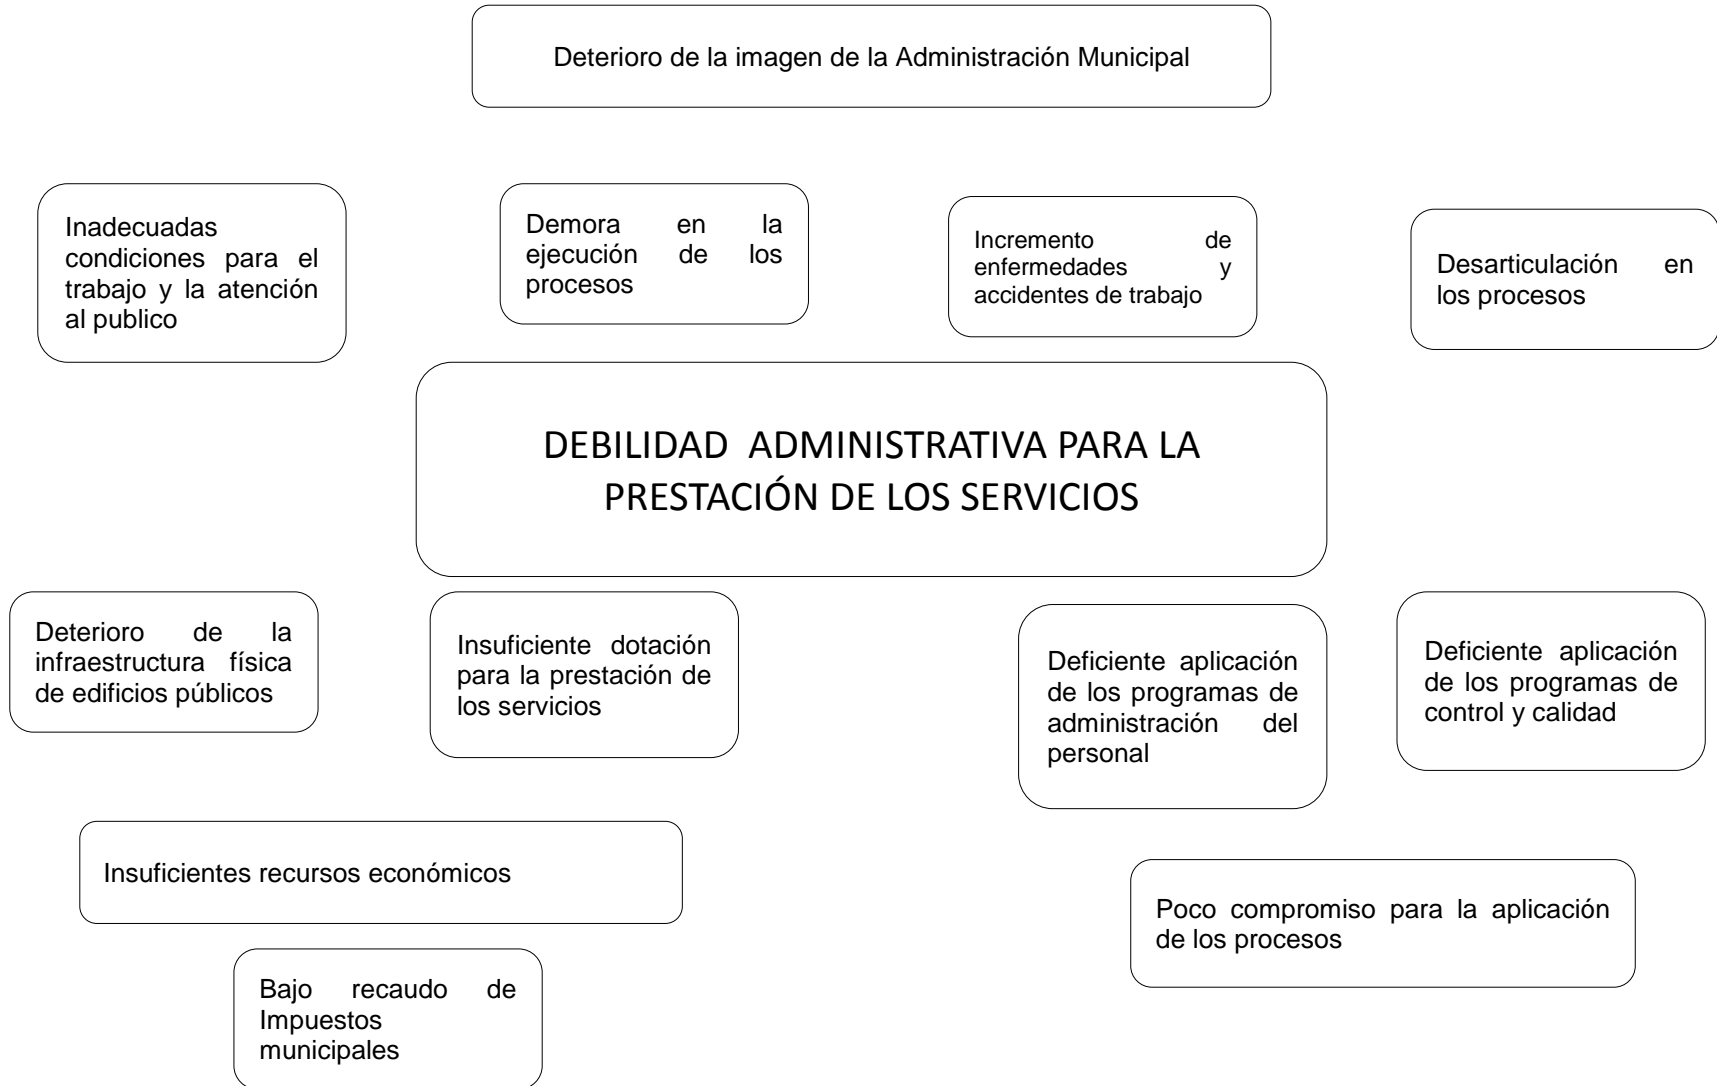 Deterioro de la imagen de la Administración Municipal
Inadecuadas
condiciones para el
trabajo y la atención
al publico
Demora en la
ejecución de los
procesos
Incremento de
enfermedades y
accidentes de trabajo
Desarticulación en
los procesos
DEBILIDAD ADMINISTRATIVA PARA LA
PRESTACIÓN DE LOS SERVICIOS
Deterioro de la
infraestructura física
de edificios públicos
Insuficiente dotación
para la prestación de
los servicios
Deficiente aplicación
de los programas de
administración del
personal
Deficiente aplicación
de los programas de
control y calidad
Insuficientes recursos económicos
Poco compromiso para la aplicación
de los procesos
Bajo recaudo de
Impuestos
municipales